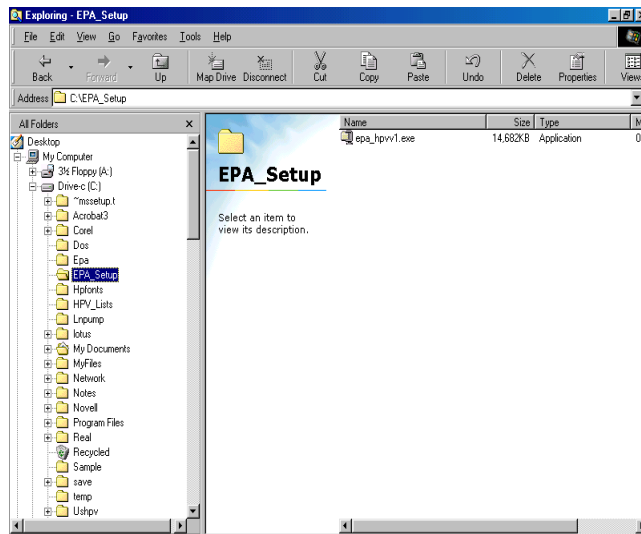 Exploring - EPA_Setup
File Edit View Go Favorites Tools Help
Back Forward Up Map Drive Disconnect Cut Copy Paste Undo Delete Properties Views
Address C:\EPA_Setup
All Folders
Desktop
My Computer
3½ Floppy (A:)
Drive-c (C:)
~mssetup.t
Acrobat3
Corel
Dos
Epa
EPA_Setup
Hpfonts
HPV_Lists
Lnpump
lotus
My Documents
MyFiles
Network
Notes
Novell
Program Files
Real
Recycled
Sample
save
temp
Ushpv
EPA_Setup
Select an item to
view its description.
Name Size Type M
epa_hpvv1.exe 14,682KB Application 0